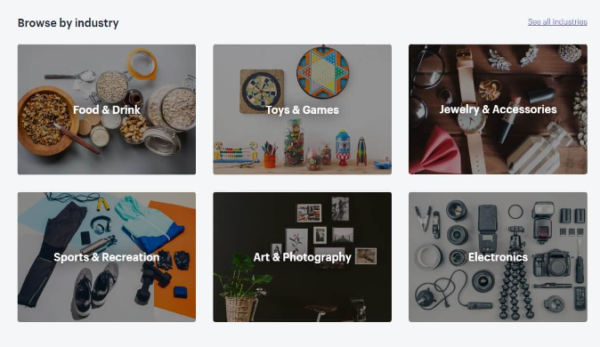 Browse by industry
See all industries
Food & Drink
Toys & Games
Jewelry & Accessories
Sports & Recreation
Art & Photography
Electronics